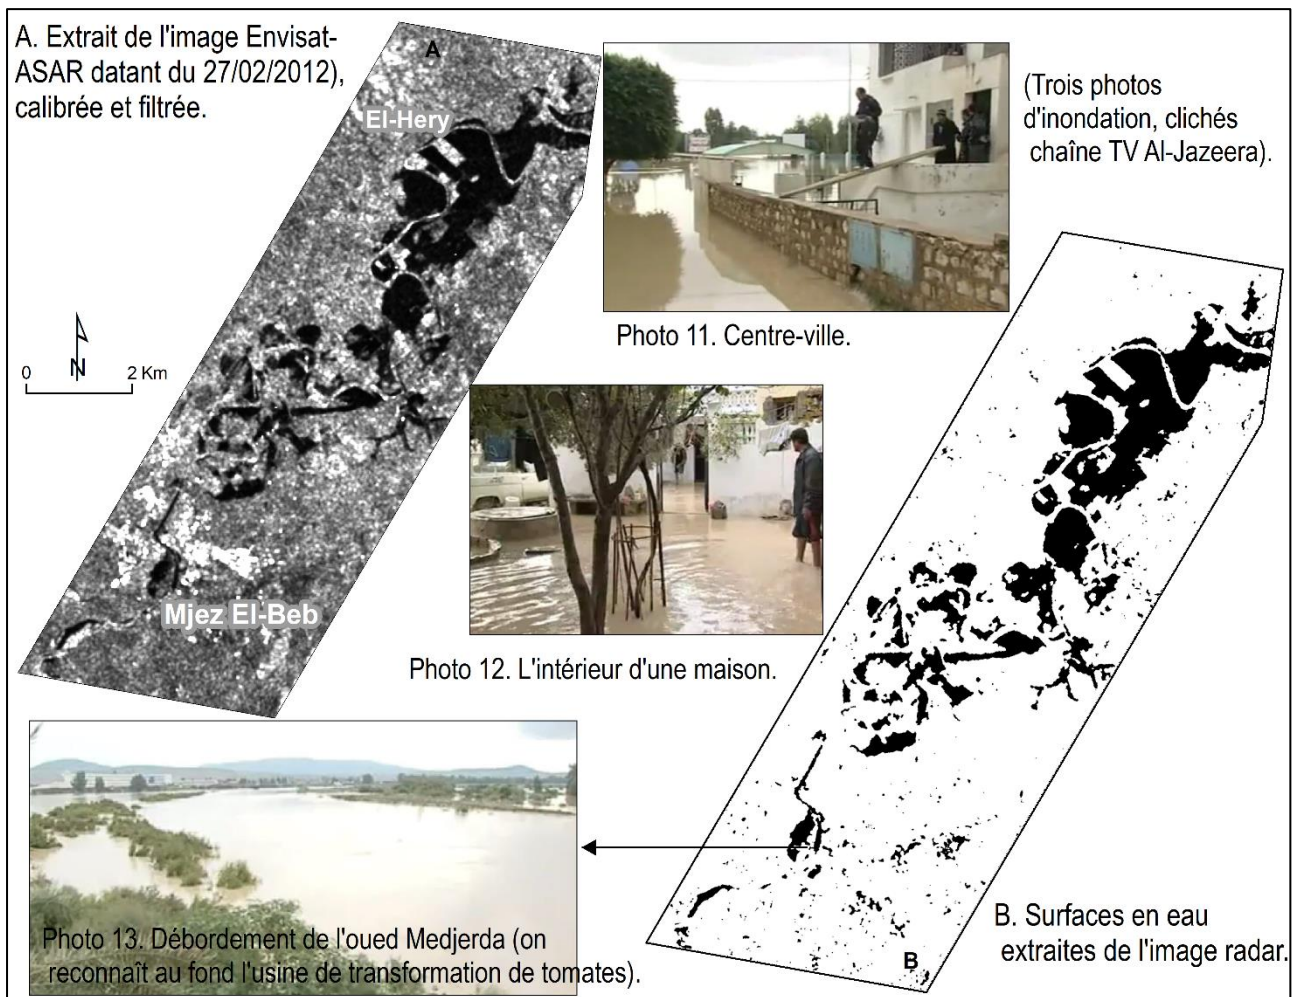 A. Extrait de l'image Envisat-
ASAR datant du 27/02/2012),
calibrée et filtrée.
A
El-Hery
(Trois photos
d'inondation, clichés
chaîne TV Al-Jazeera).
Photo 11. Centre-ville.
0 N 2 Km
Mjez El-Beb
Photo 12. L'intérieur d'une maison.
Photo 13. Débordement de l'oued Medjerda (on
reconnaît au fond l'usine de transformation de tomates).
B. Surfaces en eau
extraites de l'image radar.
B